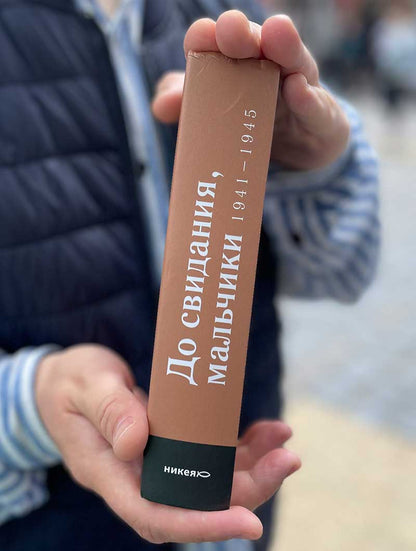 До свидания,
мальчики 1941–1945
никея